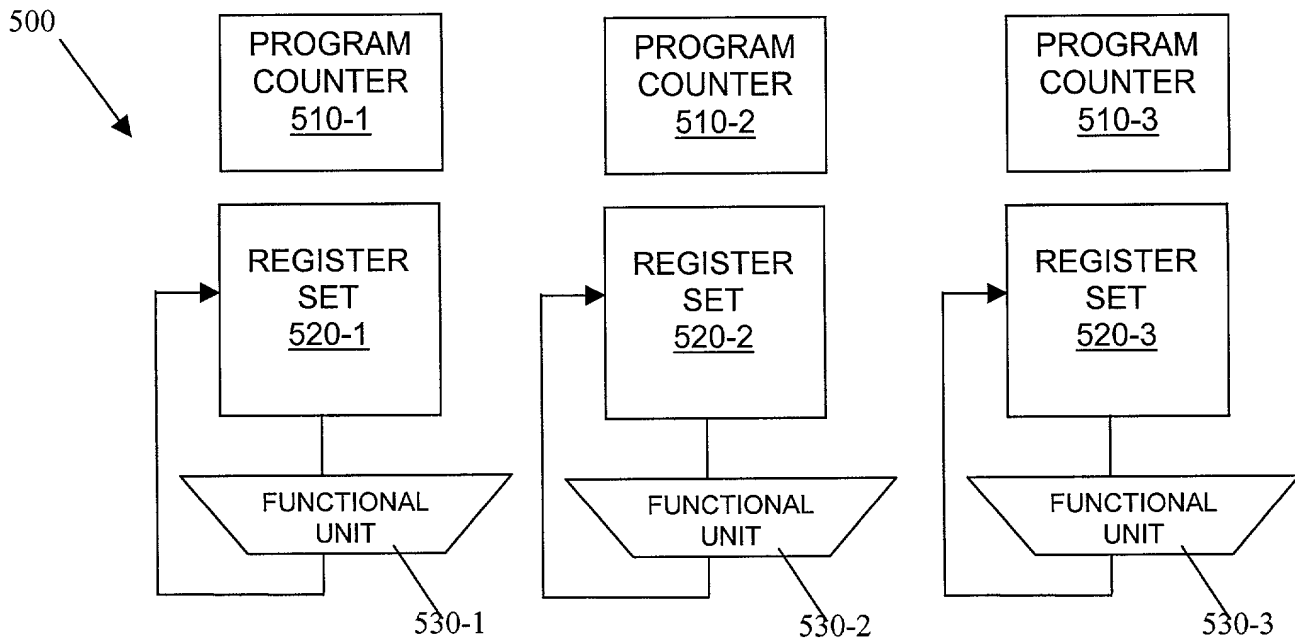 500
PROGRAM
COUNTER
510-1
PROGRAM
COUNTER
510-2
PROGRAM
COUNTER
510-3
REGISTER
SET
520-1
REGISTER
SET
520-2
REGISTER
SET
520-3
FUNCTIONAL
UNIT
FUNCTIONAL
UNIT
FUNCTIONAL
UNIT
530-1
530-2
530-3